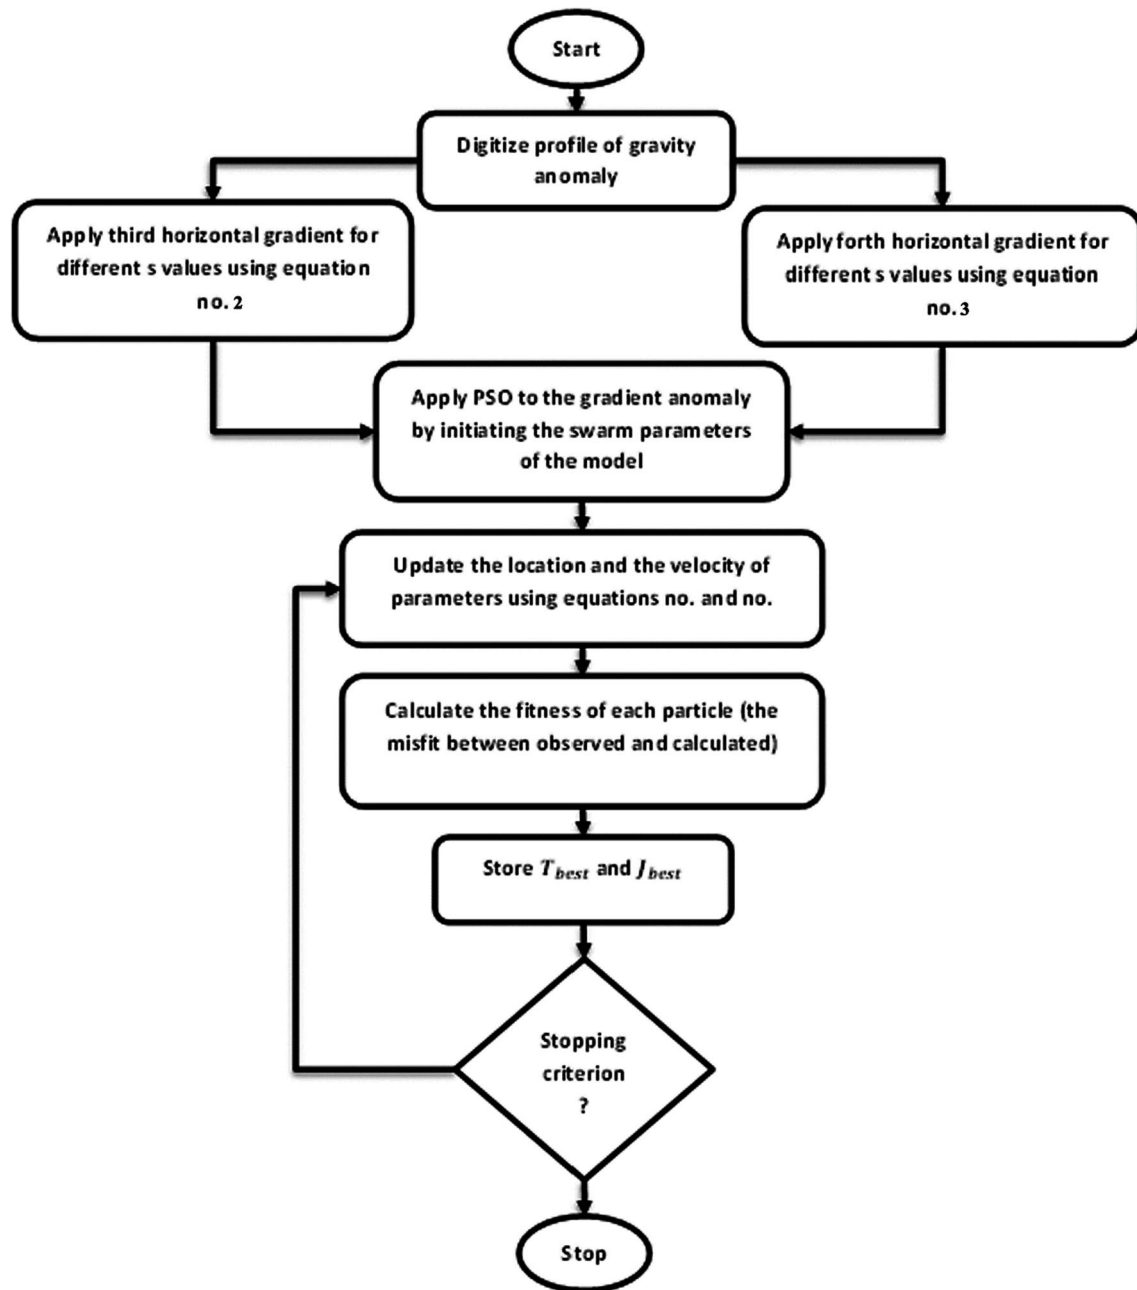 Start
Digitize profile of gravity
anomaly
Apply third horizontal gradient for
different s values using equation
no. 2
Apply forth horizontal gradient for
different s values using equation
no. 3
Apply PSO to the gradient anomaly
by initiating the swarm parameters
of the model
Update the location and the velocity of
parameters using equations no. and no.
Calculate the fitness of each particle (the
misfit between observed and calculated)
Store T_best and J_best
Stopping
criterion
?
Stop